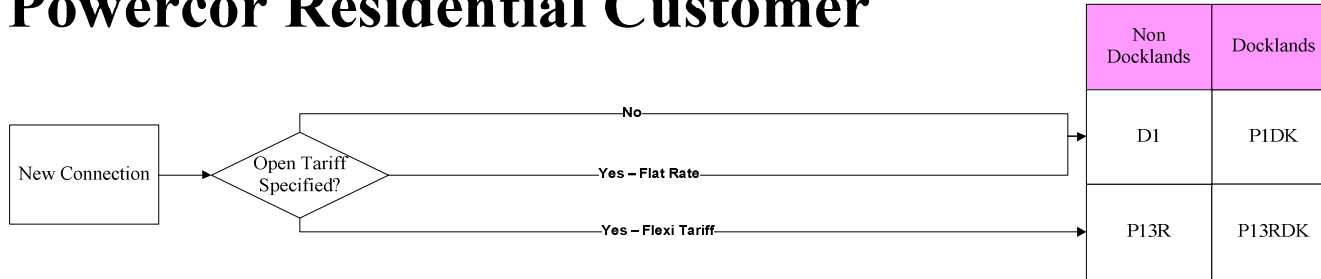 Powercor Residential Customer
Non
Docklands
Docklands
No
D1
P1DK
New Connection
Open Tariff
Specified?
Yes – Flat Rate
Yes – Flexi Tariff
P13R
P13RDK